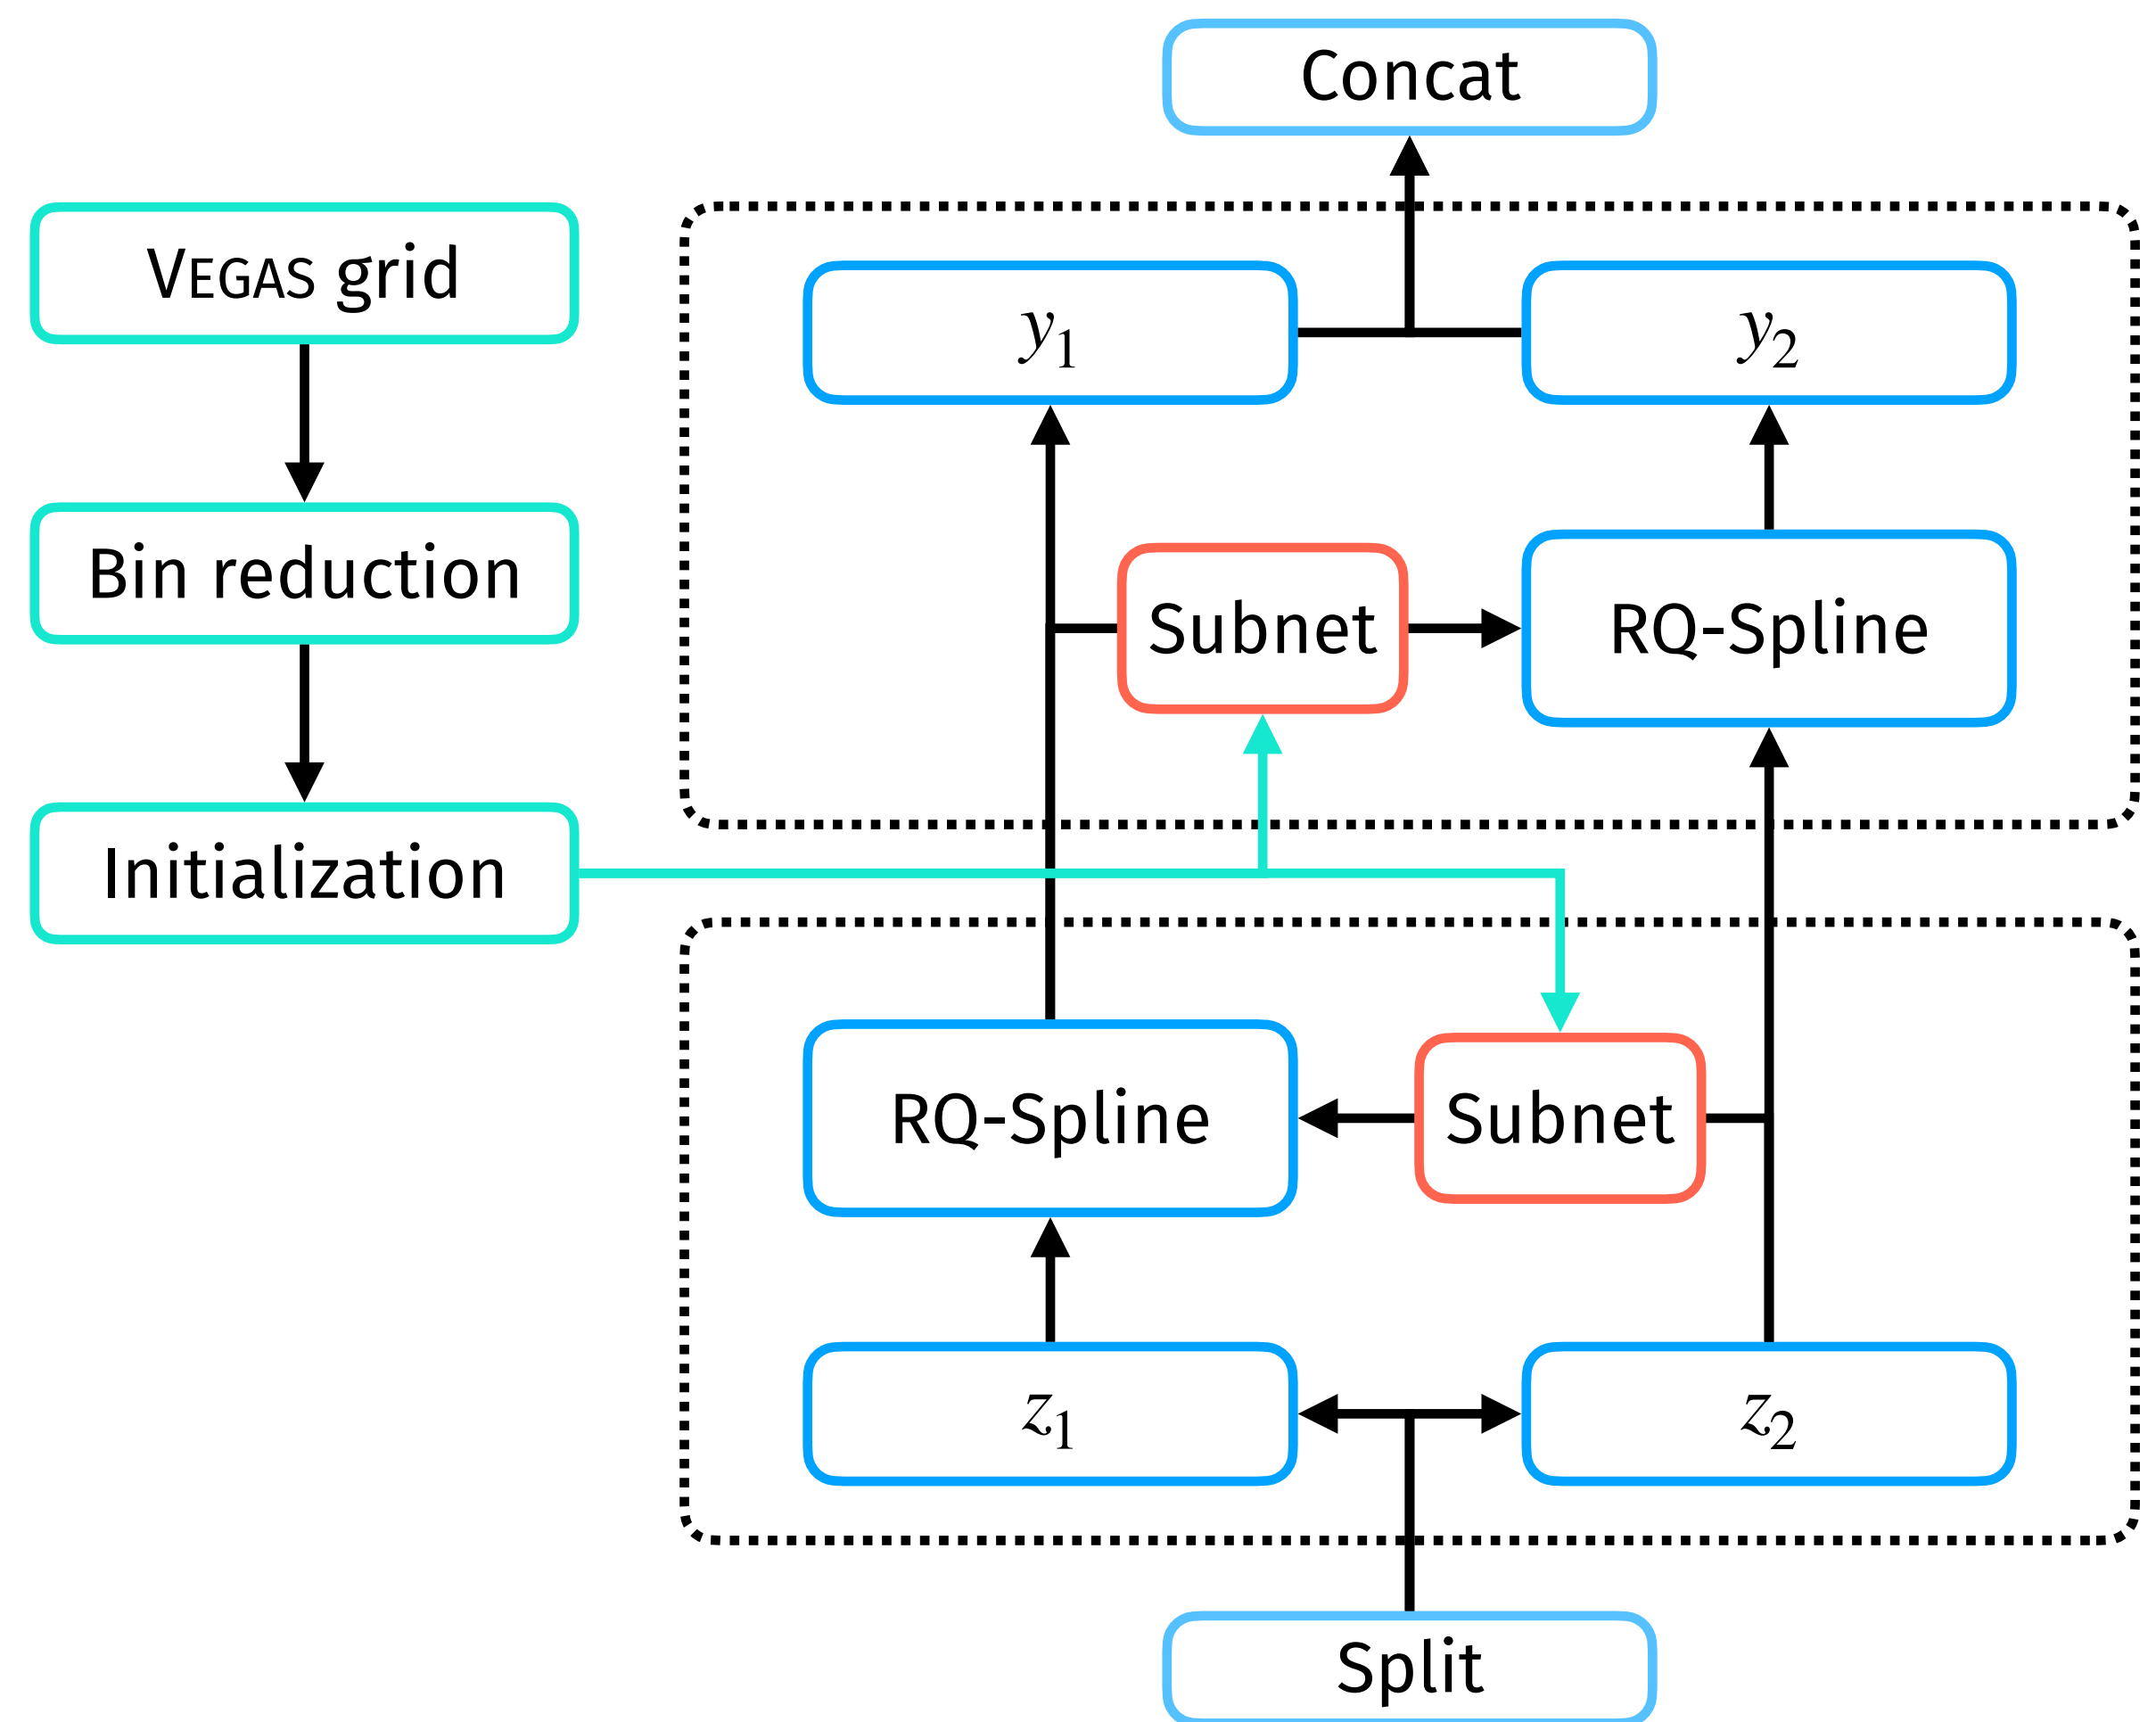 Concat
VEGAS grid
y1
y2
Bin reduction
Subnet
RQ-Spline
Initialization
RQ-Spline
Subnet
z1
z2
Split